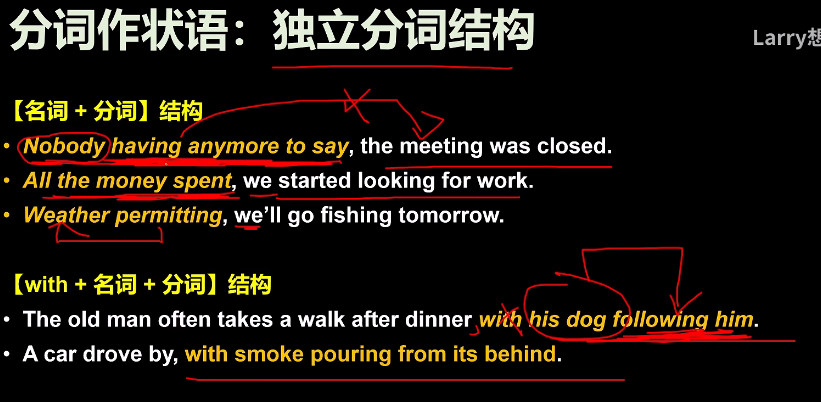 分词作状语：独立分词结构
Larry想
【名词 + 分词】结构
• Nobody having anymore to say, the meeting was closed.
• All the money spent, we started looking for work.
• Weather permitting, we'll go fishing tomorrow.
【with + 名词 + 分词】结构
• The old man often takes a walk after dinner with his dog following him.
• A car drove by, with smoke pouring from its behind.